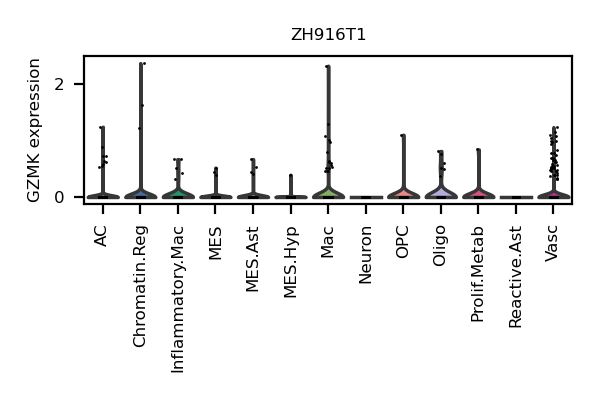 ZH916T1
GZMK expression
2
0
AC
Chromatin.Reg
Inflammatory.Mac
MES
MES.Ast
MES.Hyp
Mac
Neuron
OPC
Oligo
Prolif.Metab
Reactive.Ast
Vasc